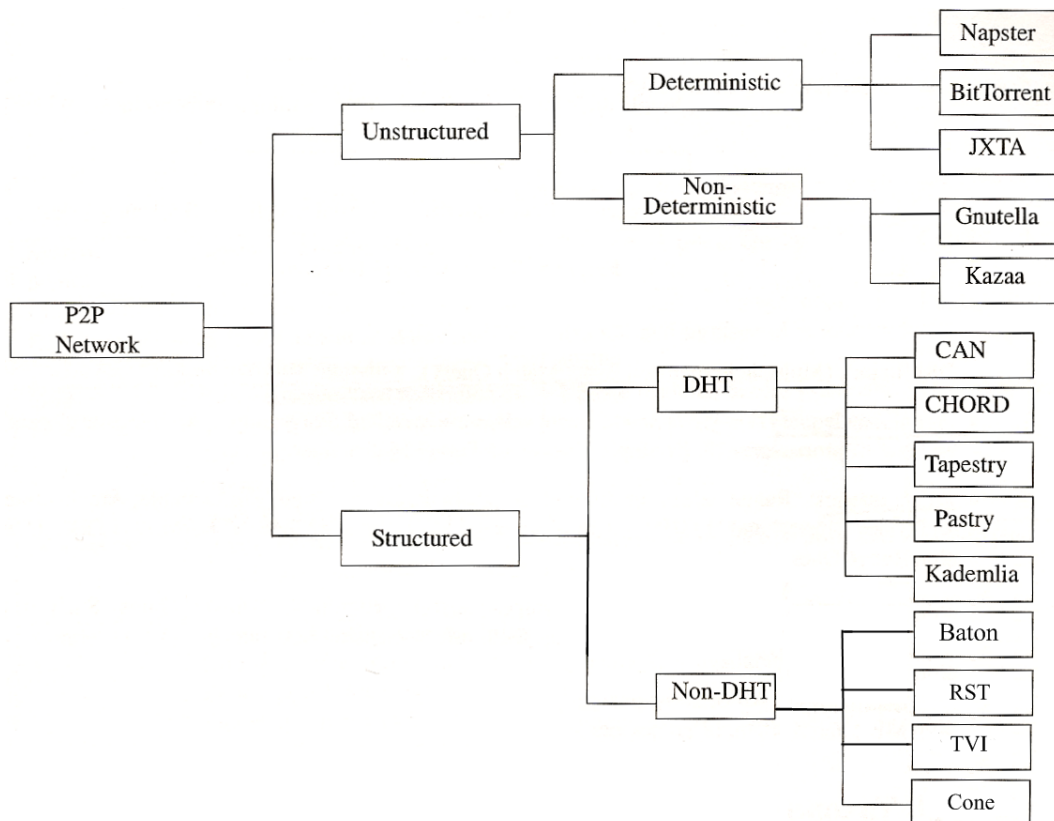 Napster
Deterministic
BitTorrent
Unstructured
JXTA
Non-
Deterministic
Gnutella
Kazaa
P2P
Network
CAN
DHT
CHORD
Tapestry
Pastry
Structured
Kademlia
Baton
Non-DHT
RST
TVI
Cone